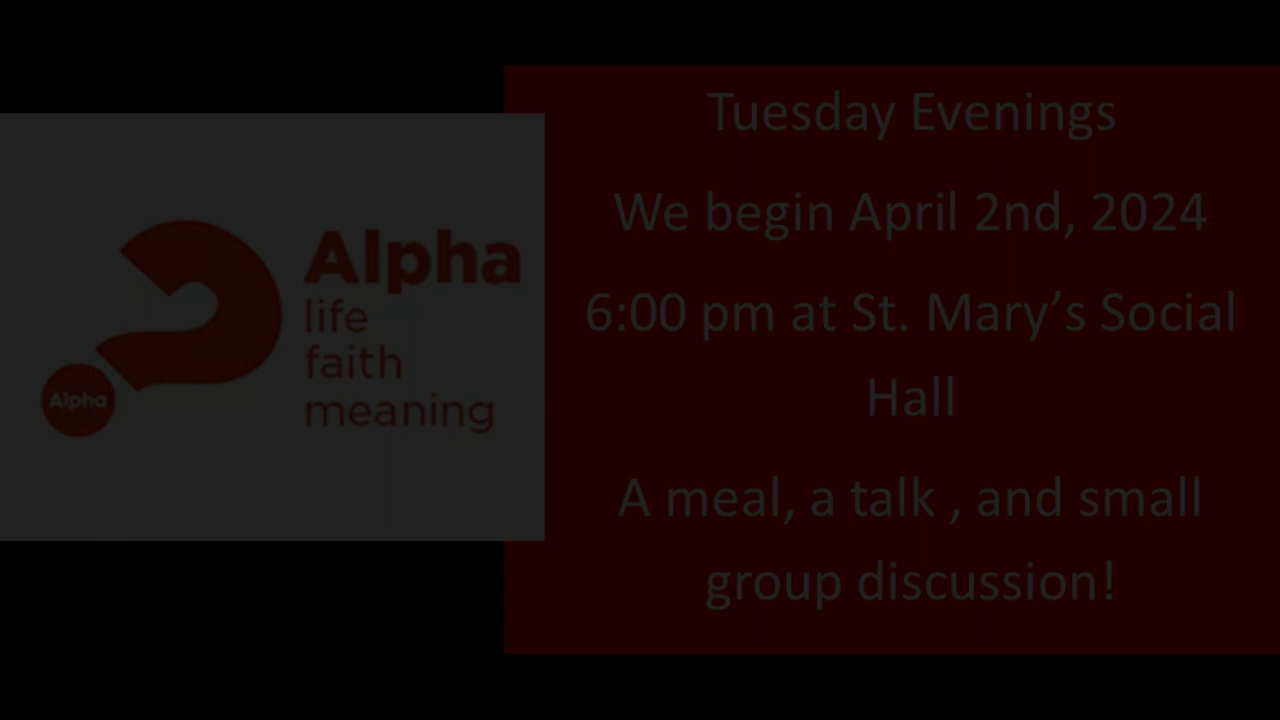 Alpha
life
faith
meaning
Alpha
Tuesday Evenings
We begin April 2nd, 2024
6:00 pm at St. Mary’s Social
Hall
A meal, a talk , and small
group discussion!